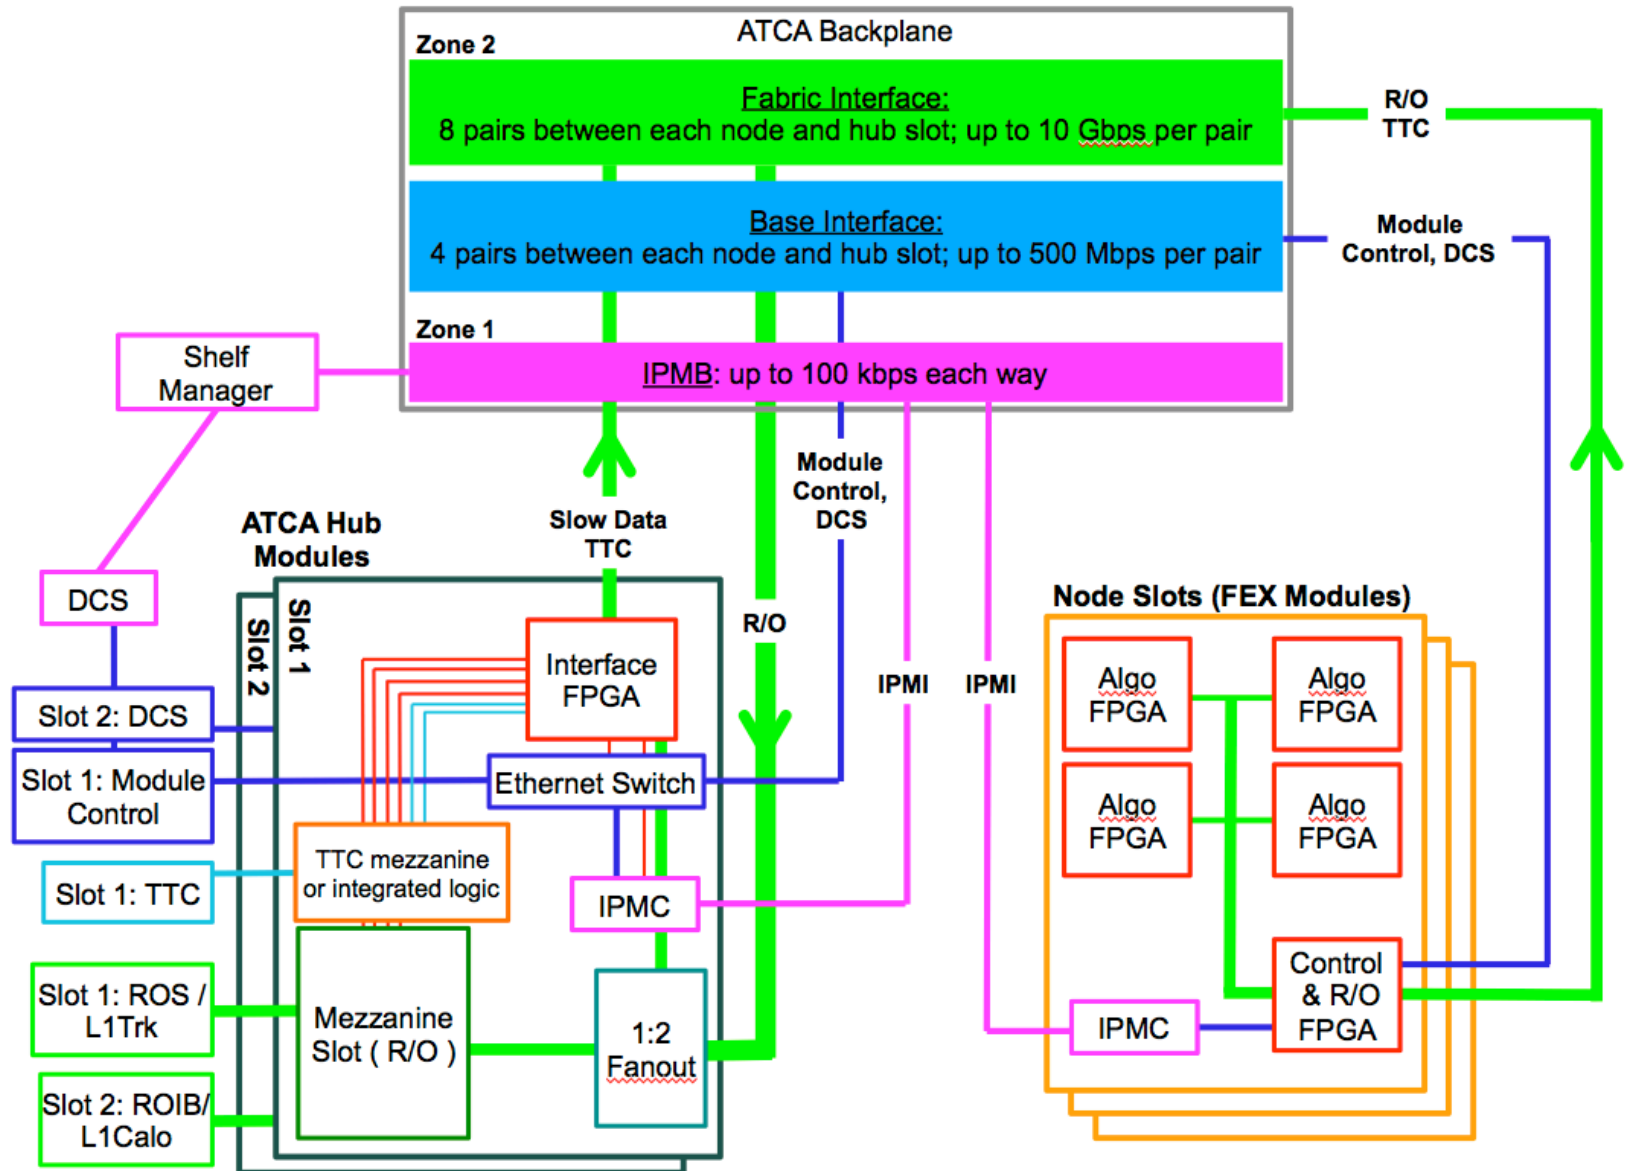 ATCA Backplane
Zone 2
Fabric Interface:
8 pairs between each node and hub slot; up to 10 Gbps per pair
R/O
TTC
Base Interface:
4 pairs between each node and hub slot; up to 500 Mbps per pair
Module
Control, DCS
Zone 1
IPMB: up to 100 kbps each way
Shelf
Manager
Module
Control,
DCS
Slow Data
TTC
ATCA Hub
Modules
DCS
Slot 1
Slot 2
R/O
IPMI
IPMI
Interface
FPGA
Slot 2: DCS
Slot 1: Module
Control
Ethernet Switch
TTC mezzanine
or integrated logic
Slot 1: TTC
IPMC
Slot 1: ROS /
L1Trk
Mezzanine
Slot ( R/O )
1:2
Fanout
Slot 2: ROIB/
L1Calo
Node Slots (FEX Modules)
Algo
FPGA
Algo
FPGA
Algo
FPGA
Algo
FPGA
Control
& R/O
FPGA
IPMC